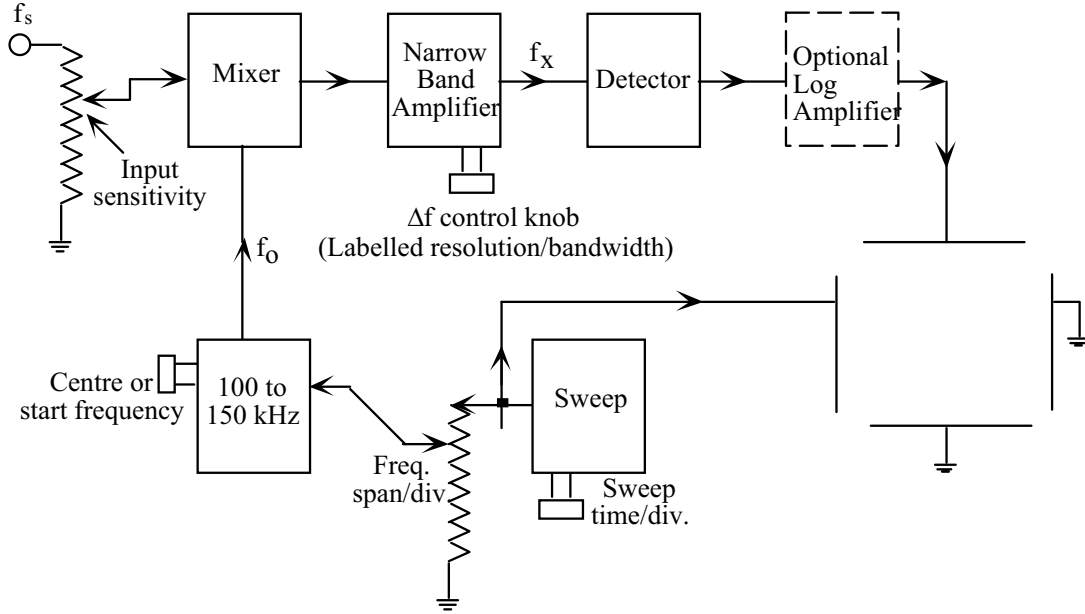 fs
Mixer
Narrow
Band
Amplifier
fx
Detector
Optional
Log
Amplifier
Input
sensitivity
Δf control knob
(Labelled resolution/bandwidth)
fo
Centre or
start frequency
100 to
150 kHz
Freq.
span/div
Sweep
Sweep
time/div.